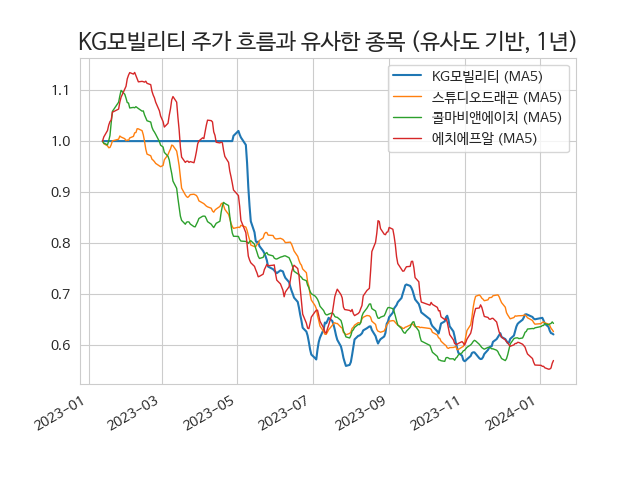 KG모빌리티 주가 흐름과 유사한 종목 (유사도 기반, 1년)
KG모빌리티 (MA5)
스튜디오드래곤 (MA5)
콜마비앤에이치 (MA5)
에치에프알 (MA5)
1.1
1.0
0.9
0.8
0.7
0.6
2023-01
2023-03
2023-05
2023-07
2023-09
2023-11
2024-01